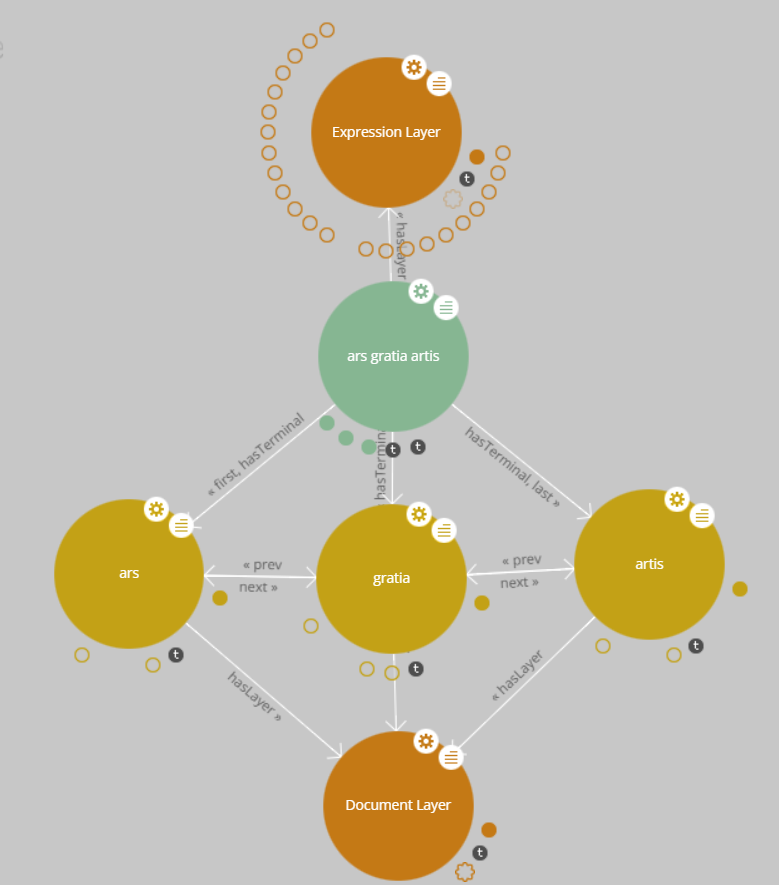 Expression Layer
« hasLayer
ars gratia artis
« first, hasTerminal
hasTermina
hasTerminal, last »
ars
« prev
next »
gratia
« prev
next »
artis
hasLayer »
« hasLayer
Document Layer